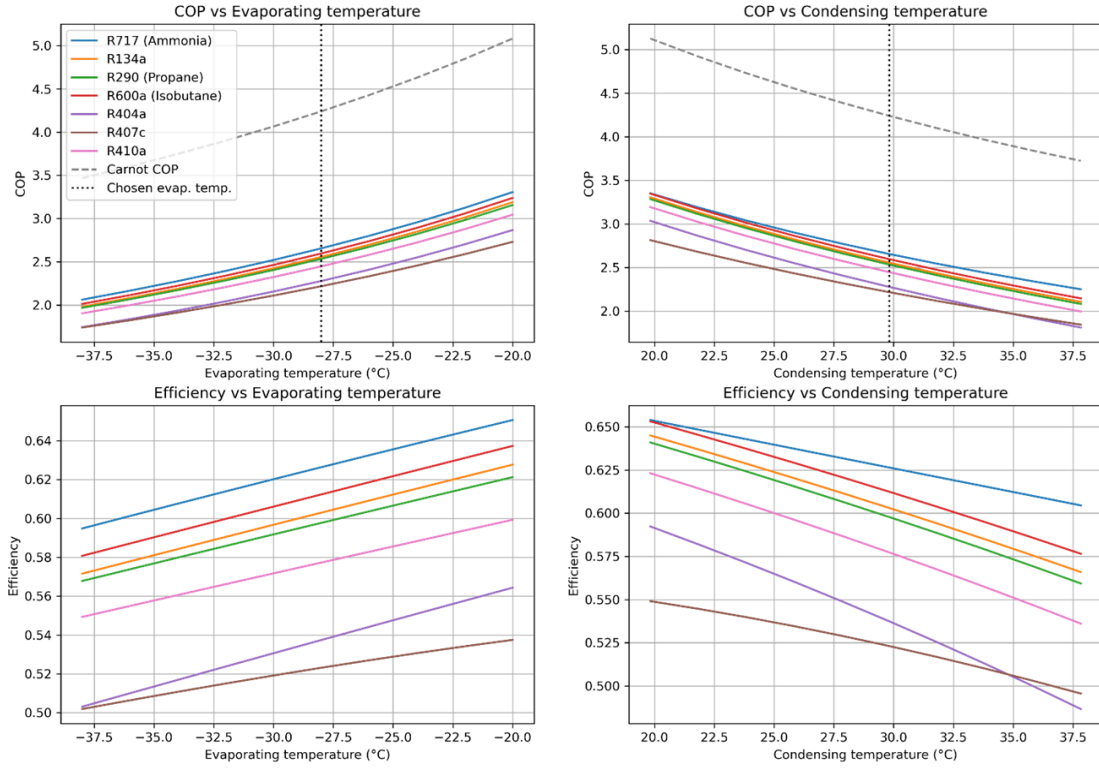 COP vs Evaporating temperature
COP
5.0
4.5
4.0
3.5
3.0
2.5
2.0
R717 (Ammonia)
R134a
R290 (Propane)
R600a (Isobutane)
R404a
R407c
R410a
Carnot COP
Chosen evap. temp.
−37.5 −35.0 −32.5 −30.0 −27.5 −25.0 −22.5 −20.0
Evaporating temperature (°C)
COP vs Condensing temperature
COP
5.0
4.5
4.0
3.5
3.0
2.5
2.0
20.0 22.5 25.0 27.5 30.0 32.5 35.0 37.5
Condensing temperature (°C)
Efficiency vs Evaporating temperature
Efficiency
0.64
0.62
0.60
0.58
0.56
0.54
0.52
0.50
−37.5 −35.0 −32.5 −30.0 −27.5 −25.0 −22.5 −20.0
Evaporating temperature (°C)
Efficiency vs Condensing temperature
Efficiency
0.650
0.625
0.600
0.575
0.550
0.525
0.500
20.0 22.5 25.0 27.5 30.0 32.5 35.0 37.5
Condensing temperature (°C)